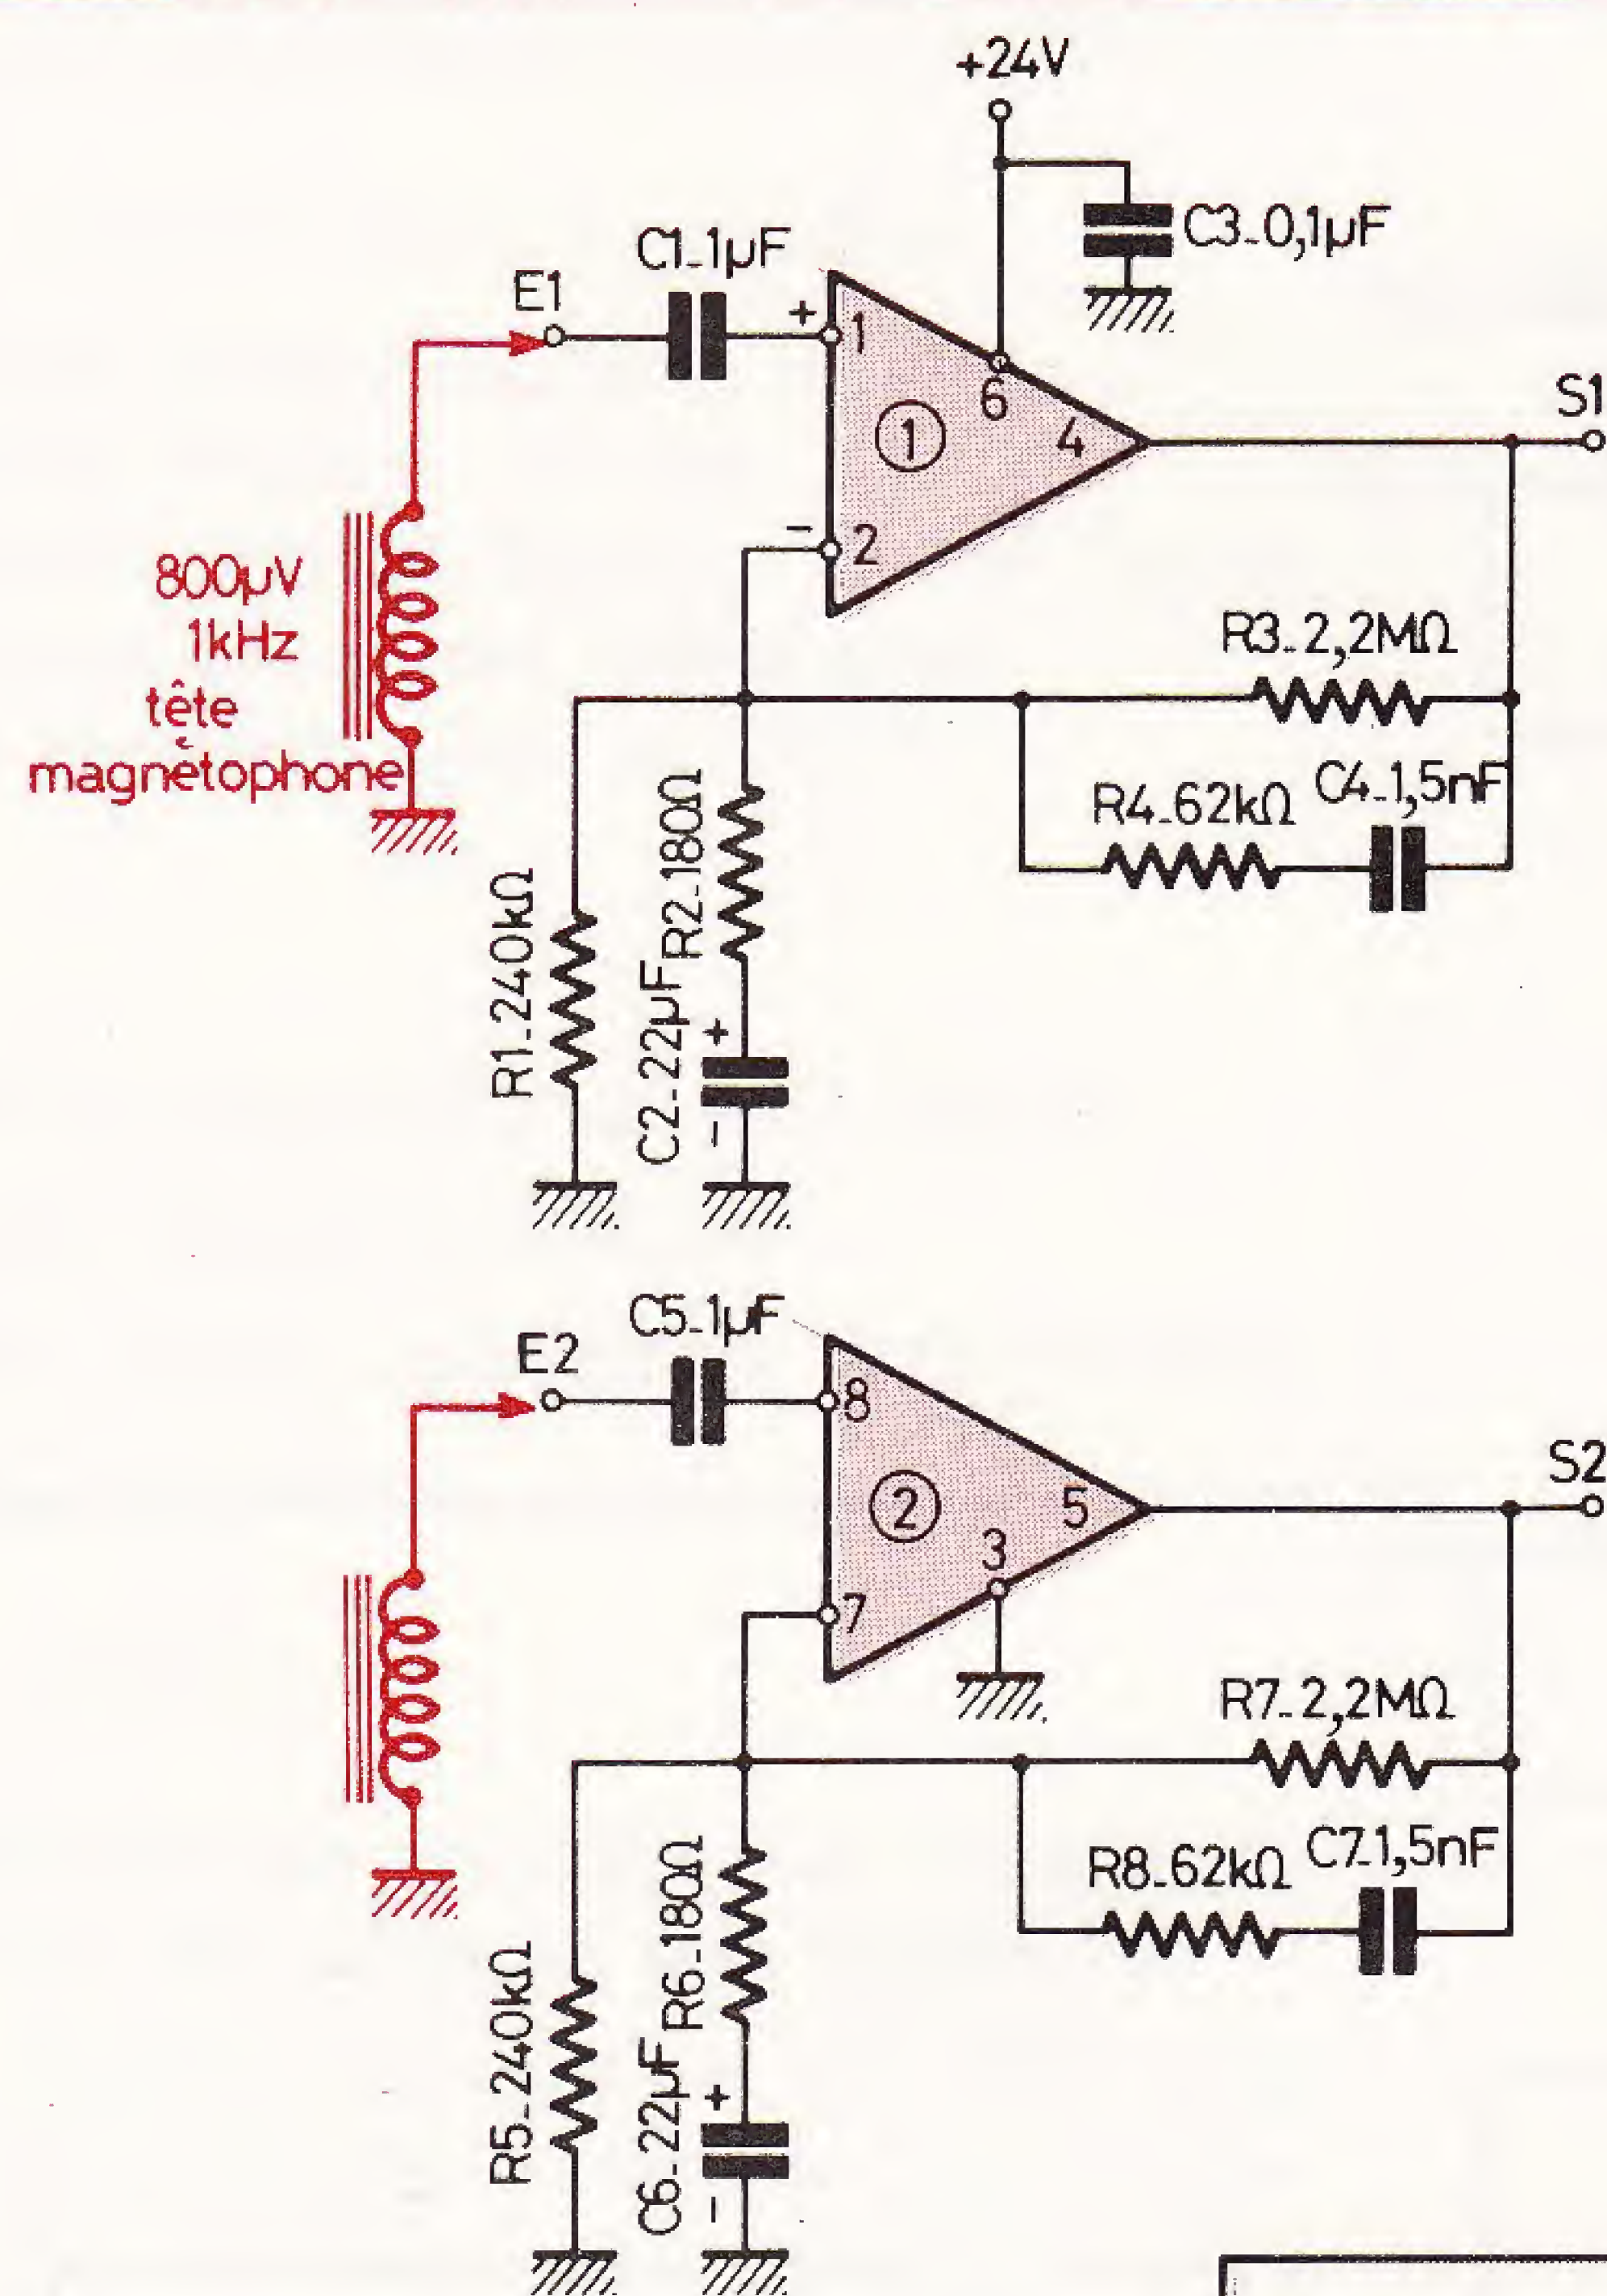 +24V
C3_0,1µF
C1_1µF
E1
+
1
6
1
4
S1
-
2
800µV
1kHz
tête
magnétophone
R3_2,2MΩ
R4_62kΩ
C4_1,5nF
R1_240kΩ
R2_180Ω
C2_22µF
+
-
C5_1µF
E2
8
2
5
3
S2
7
R7_2,2MΩ
R8_62kΩ
C7_1,5nF
R5_240kΩ
R6_180Ω
C6_22µF
+
-